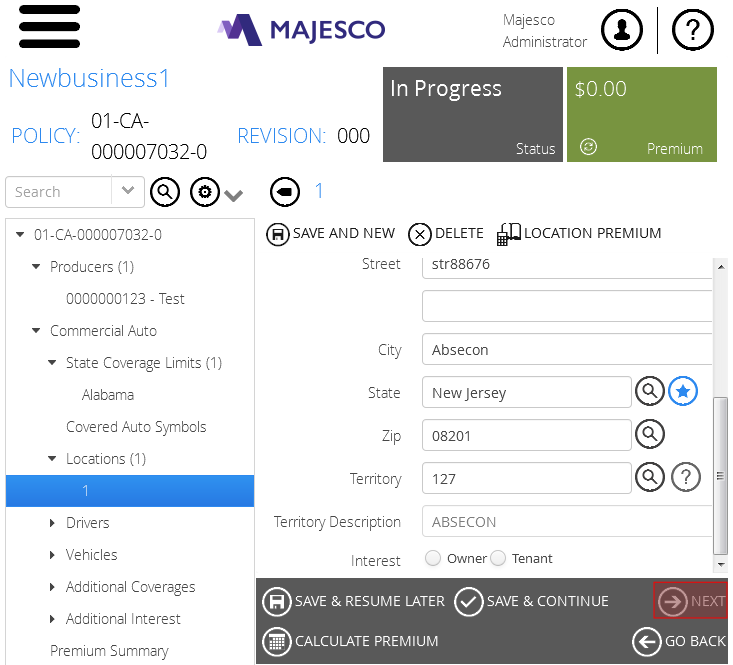 MAJESCO
Majesco
Administrator
?
Newbusiness1
POLICY: 01-CA-
000007032-0
REVISION: 000
In Progress
Status
$0.00
Premium
Search
1
01-CA-000007032-0
Producers (1)
0000000123 - Test
Commercial Auto
State Coverage Limits (1)
Alabama
Covered Auto Symbols
Locations (1)
1
Drivers
Vehicles
Additional Coverages
Additional Interest
Premium Summary
SAVE AND NEW DELETE LOCATION PREMIUM
Street str88676
City Absecon
State New Jersey
Zip 08201
Territory 127 ?
Territory Description ABSECON
Interest Owner Tenant
SAVE & RESUME LATER SAVE & CONTINUE NEXT
CALCULATE PREMIUM GO BACK